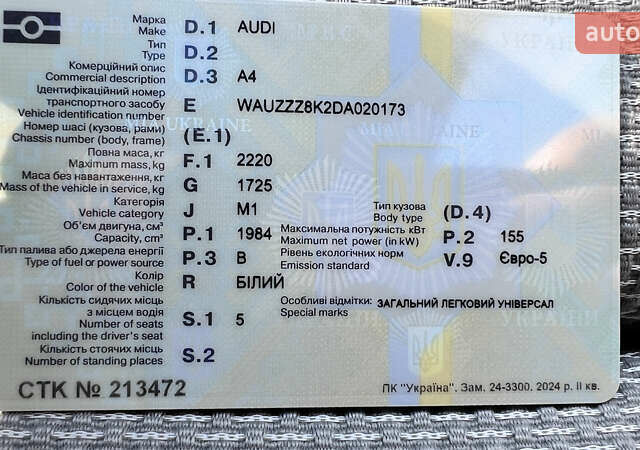 Марка
Make D.1 AUDI
Тип
Type D.2
Комерційний опис
Commercial description D.3 A4
Ідентифікаційний номер
транспортного засобу E WAUZZZ8K2DA020173
Vehicle identification number
Номер шасі (кузова, рами)
Chassis number (body, frame) (E.1)
Повна маса, кг
Maximum mass, kg F.1 2220
Маса без навантаження, кг
Mass of the vehicle in service, kg G 1725
Категорія
Vehicle category J M1
Тип кузова
Body type (D.4)
Об'єм двигуна, см³
Capacity, cm³ P.1 1984
Максимальна потужність кВт
Maximum net power (in kW) P.2 155
Тип палива або джерела енергії
Type of fuel or power source P.3 B
Рівень екологічних норм
Emission standard V.9 Євро-5
Колір
Color of the vehicle R БІЛИЙ
Кількість сидячих місць
з місцем водія
Number of seats S.1 5
including the driver's seat
Особливі відмітки: ЗАГАЛЬНИЙ ЛЕГКОВИЙ УНІВЕРСАЛ
Special marks
Кількість стоячих місць
Number of standing places S.2
СТК № 213472
ПК "Україна". Зам. 24-3300. 2024 р. ІІ кв.
auto